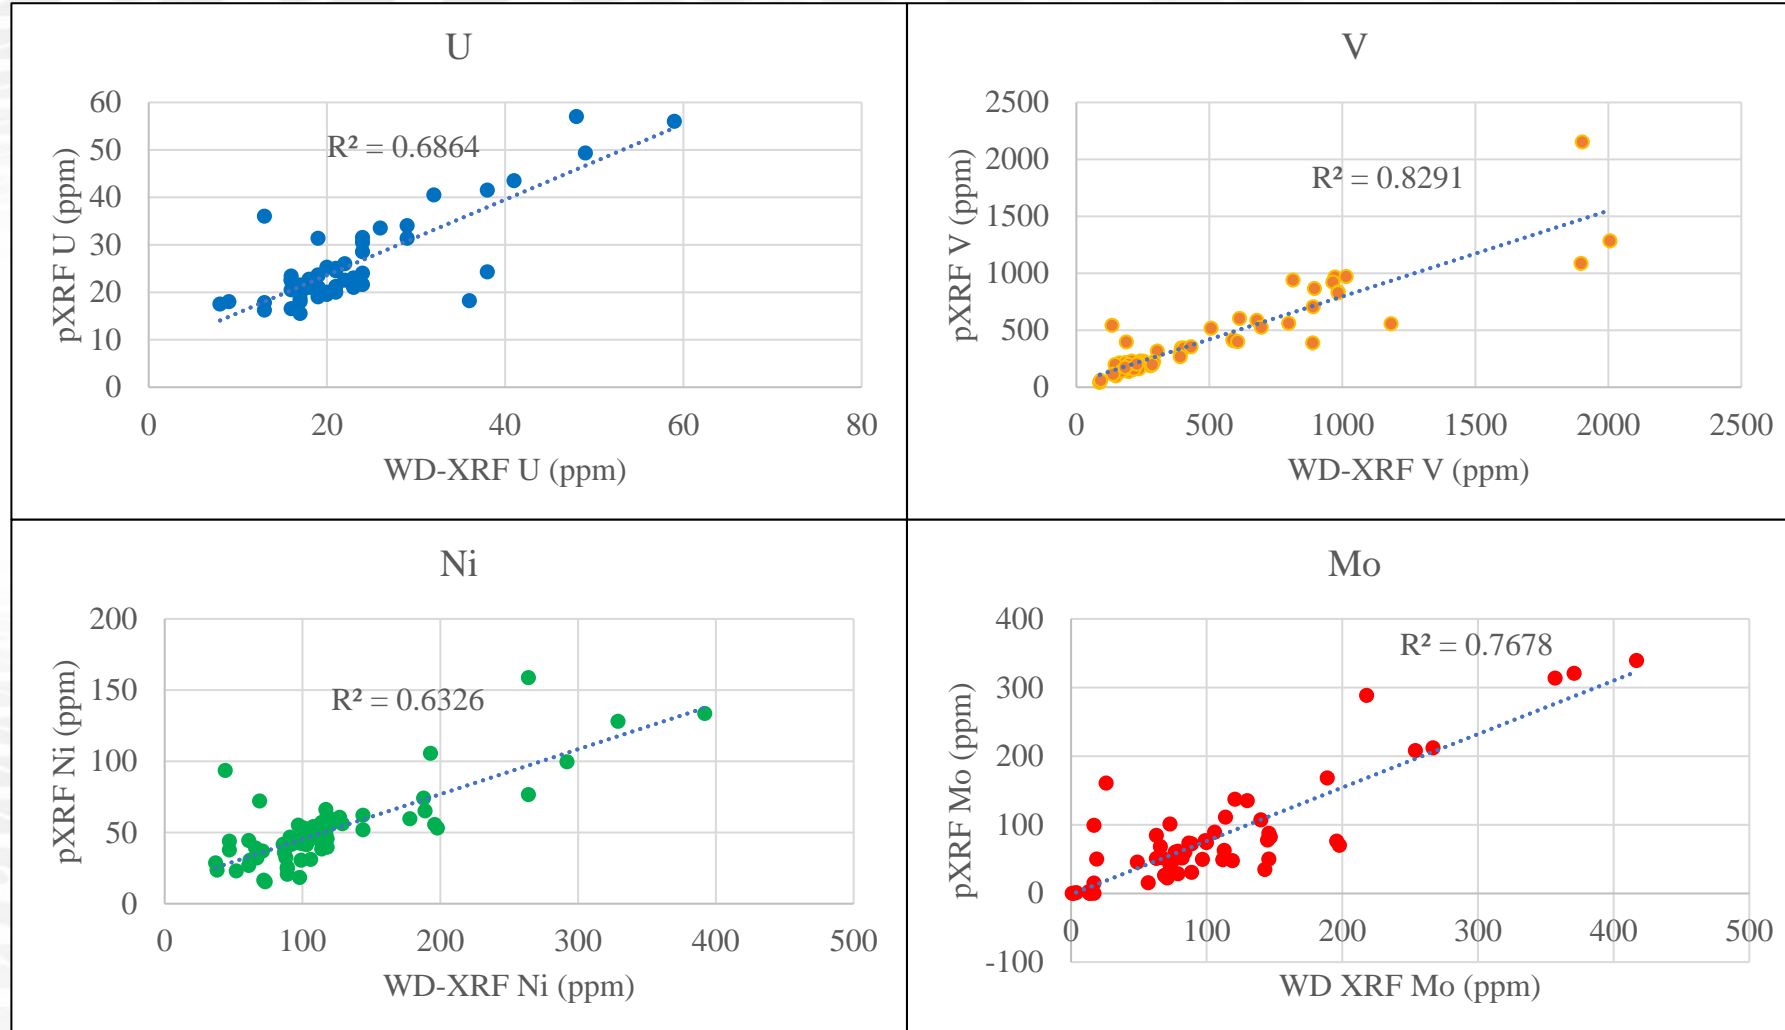 U
60
50
40
30
20
10
0
0 20 40 60 80
pXRF U (ppm)
WD-XRF U (ppm)
R² = 0.6864
V
2500
2000
1500
1000
500
0
0 500 1000 1500 2000 2500
pXRF V (ppm)
WD-XRF V (ppm)
R² = 0.8291
Ni
200
150
100
50
0
0 100 200 300 400 500
pXRF Ni (ppm)
WD-XRF Ni (ppm)
R² = 0.6326
Mo
400
300
200
100
0
-100
0 100 200 300 400 500
pXRF Mo (ppm)
WD XRF Mo (ppm)
R² = 0.7678